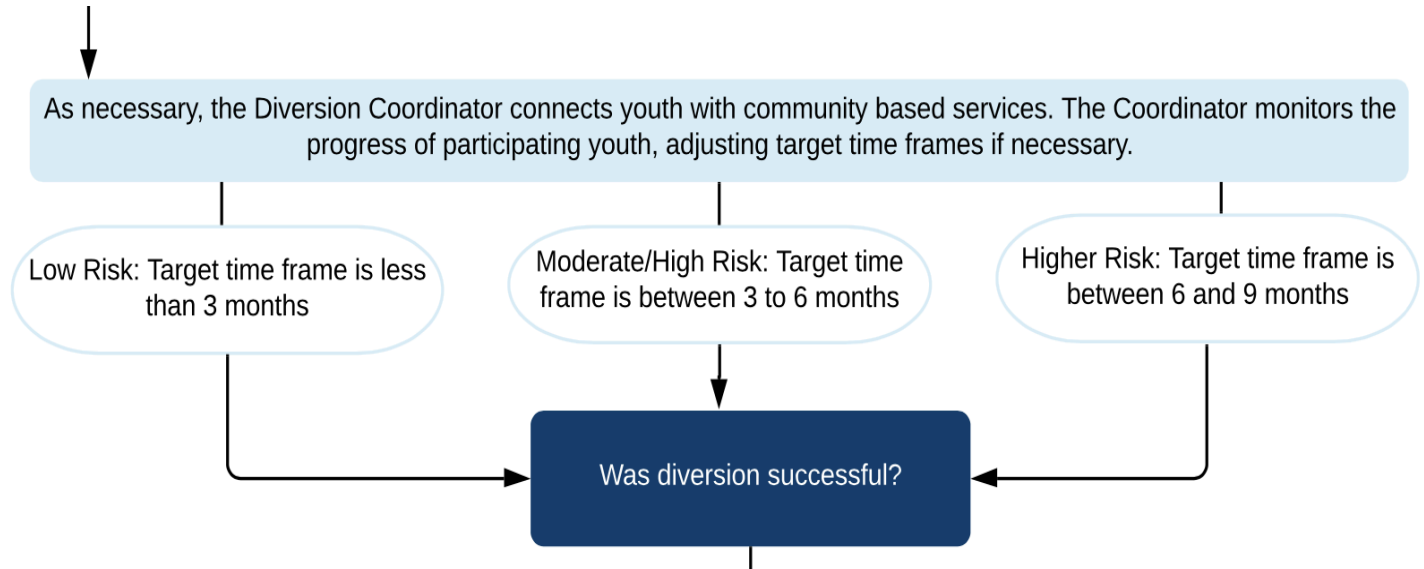 As necessary, the Diversion Coordinator connects youth with community based services. The Coordinator monitors the
progress of participating youth, adjusting target time frames if necessary.
Low Risk: Target time frame is less
than 3 months
Moderate/High Risk: Target time
frame is between 3 to 6 months
Higher Risk: Target time frame is
between 6 and 9 months
Was diversion successful?